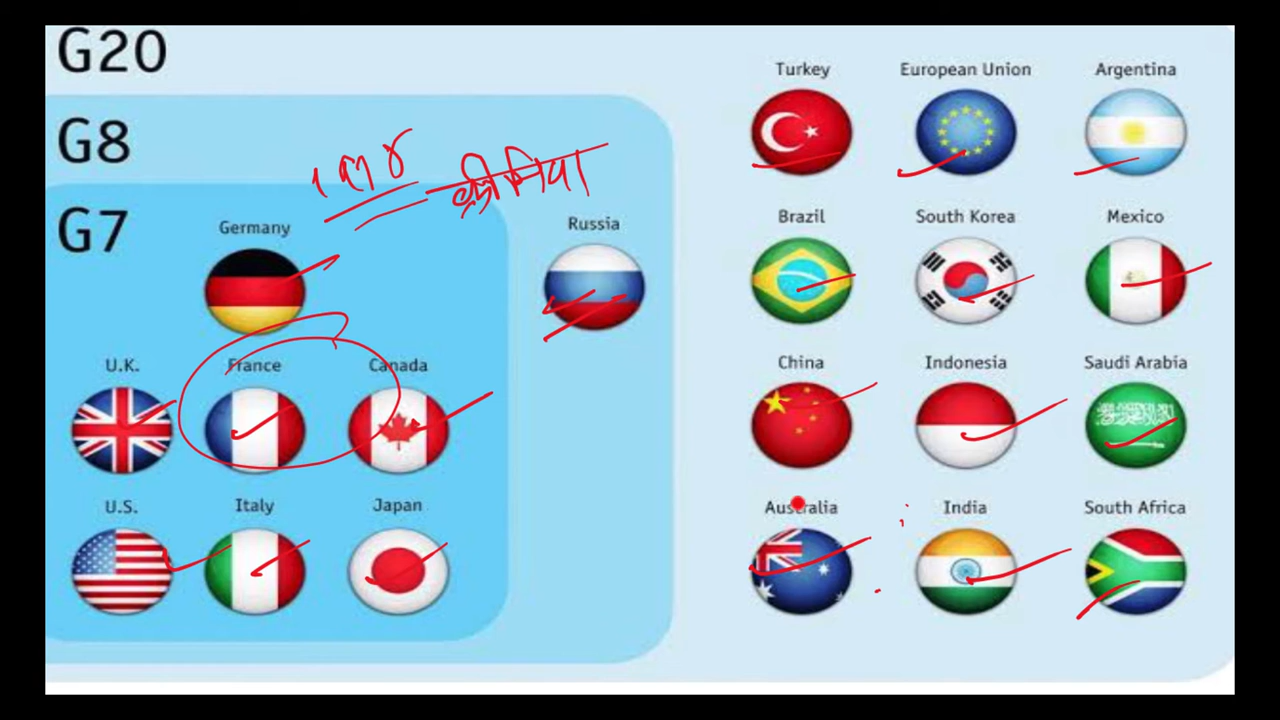 G20
Turkey European Union Argentina
G8
Brazil South Korea Mexico
G7
Germany
Russia
U.K. France Canada
China Indonesia Saudi Arabia
U.S. Italy Japan
Australia India South Africa